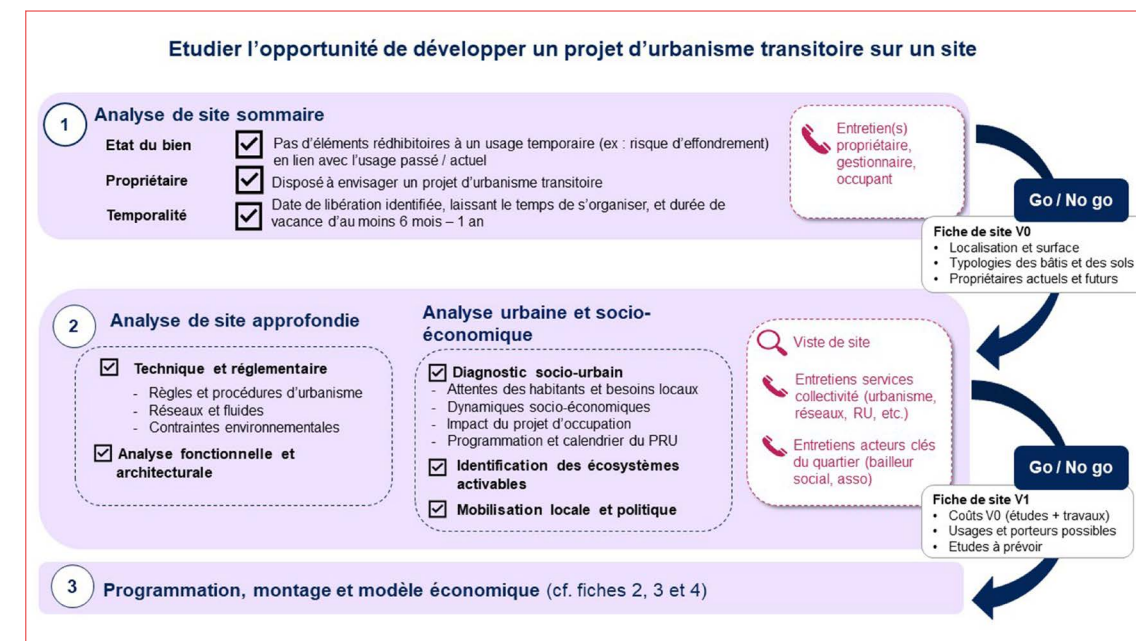 Etudier l'opportunité de développer un projet d'urbanisme transitoire sur un site
1
Analyse de site sommaire
Etat du bien
Pas d'éléments rédhibitoires à un usage temporaire (ex : risque d'effondrement)
en lien avec l'usage passé / actuel
Propriétaire
Disposé à envisager un projet d'urbanisme transitoire
Temporalité
Date de libération identifiée, laissant le temps de s'organiser, et durée de
vacance d'au moins 6 mois – 1 an
Entretien(s)
propriétaire,
gestionnaire,
occupant
Go / No go
Fiche de site V0
• Localisation et surface
• Typologies des bâtis et des sols
• Propriétaires actuels et futurs
2
Analyse de site approfondie
Technique et réglementaire
- Règles et procédures d'urbanisme
- Réseaux et fluides
- Contraintes environnementales
Analyse fonctionnelle et
architecturale
Analyse urbaine et socio-
économique
Diagnostic socio-urbain
- Attentes des habitants et besoins locaux
- Dynamiques socio-économiques
- Impact du projet d'occupation
- Programmation et calendrier du PRU
Identification des écosystèmes
activables
Mobilisation locale et politique
Viste de site
Entretiens services
collectivité (urbanisme,
réseaux, RU, etc.)
Entretiens acteurs clés
du quartier (bailleur
social, asso)
Go / No go
Fiche de site V1
• Coûts V0 (études + travaux)
• Usages et porteurs possibles
• Etudes à prévoir
3
Programmation, montage et modèle économique (cf. fiches 2, 3 et 4)